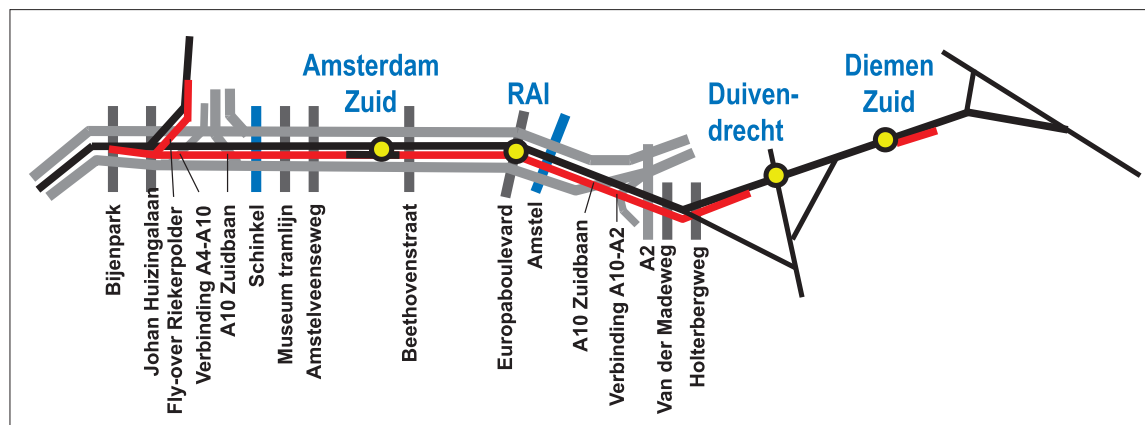 Amsterdam
Zuid
RAI
Duiven-
drecht
Diemen
Zuid
Bijenpark
Johan Huizingalaan
Fly-over Riekerpolder
Verbinding A4-A10
A10 Zuidbaan
Schinkel
Museum tramlijn
Amstelveenseweg
Beethovenstraat
Europaboulevard
Amstel
A10 Zuidbaan
Verbinding A10-A2
A2
Van der Madeweg
Holterbergweg